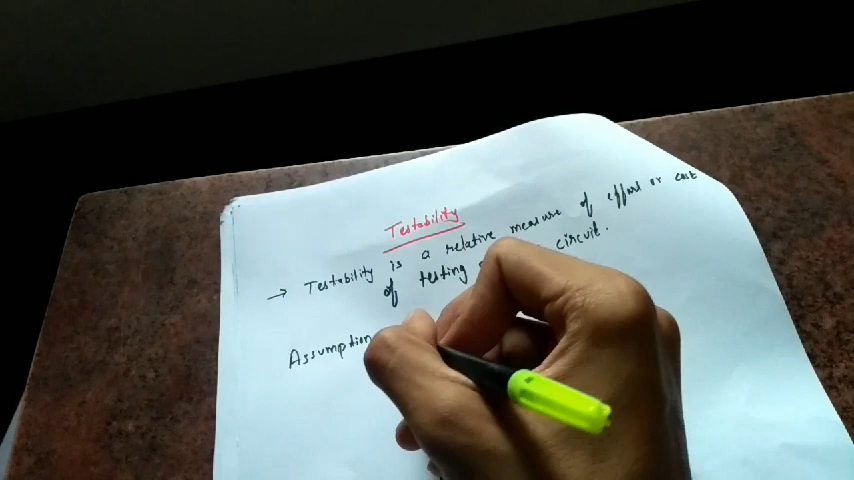 Testability
→ Testability is a relative measure of effort or cost
of testing circuit.
Assumption